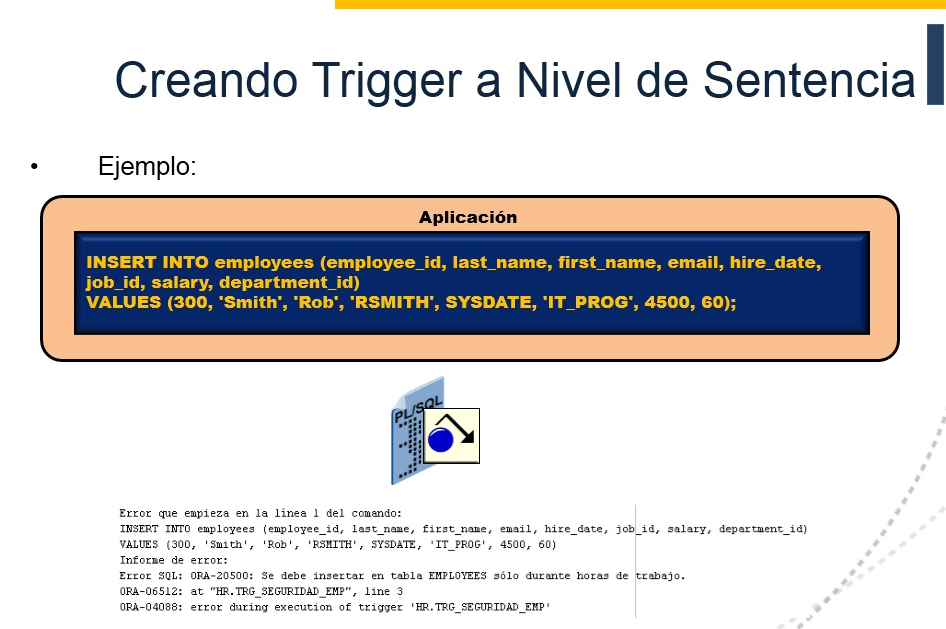 Creando Trigger a Nivel de Sentencia
• Ejemplo:
Aplicación
INSERT INTO employees (employee_id, last_name, first_name, email, hire_date,
job_id, salary, department_id)
VALUES (300, 'Smith', 'Rob', 'RSMITH', SYSDATE, 'IT_PROG', 4500, 60);
PL/SQL
Error que empieza en la línea 1 del comando:
INSERT INTO employees (employee_id, last_name, first_name, email, hire_date, job_id, salary, department_id)
VALUES (300, 'Smith', 'Rob', 'RSMITH', SYSDATE, 'IT_PROG', 4500, 60)
Informe de error:
Error SQL: ORA-20500: Se debe insertar en tabla EMPLOYEES sólo durante horas de trabajo.
ORA-06512: at "HR.TRG_SEGURIDAD_EMP", line 3
ORA-04088: error during execution of trigger 'HR.TRG_SEGURIDAD_EMP'